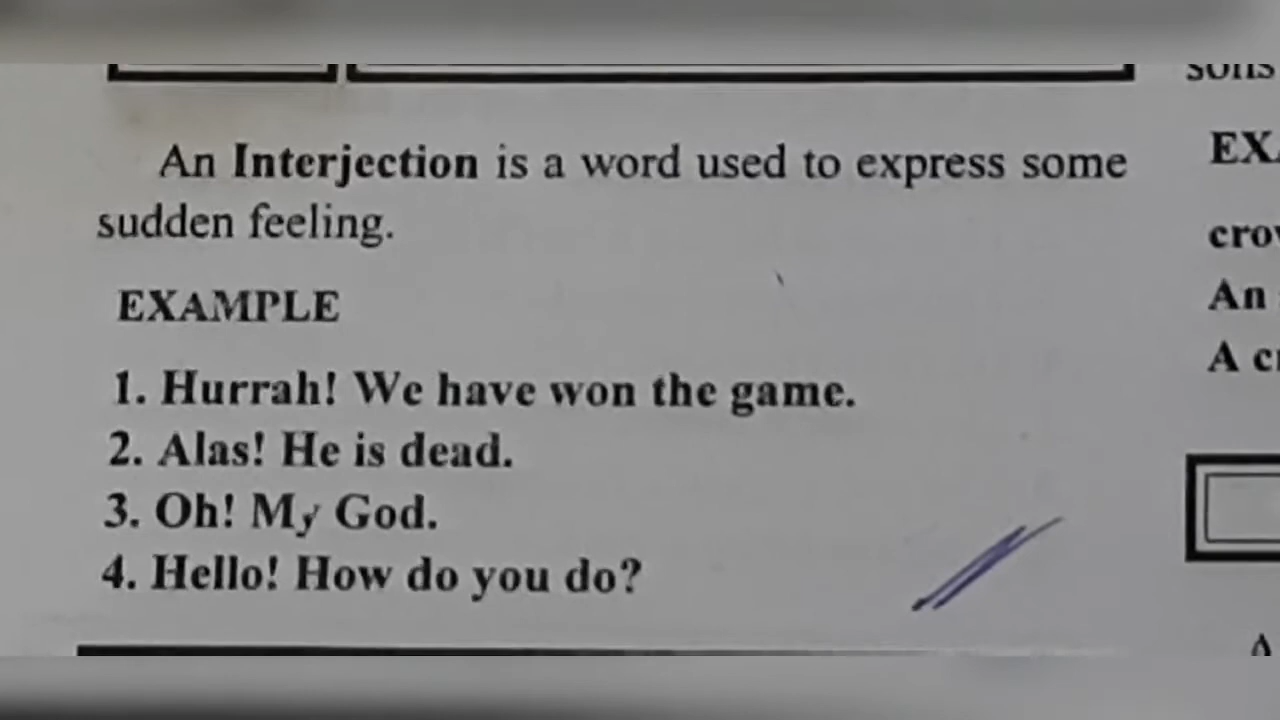 An Interjection is a word used to express some
sudden feeling.
EXAMPLE
1. Hurrah! We have won the game.
2. Alas! He is dead.
3. Oh! My God.
4. Hello! How do you do?
An
A